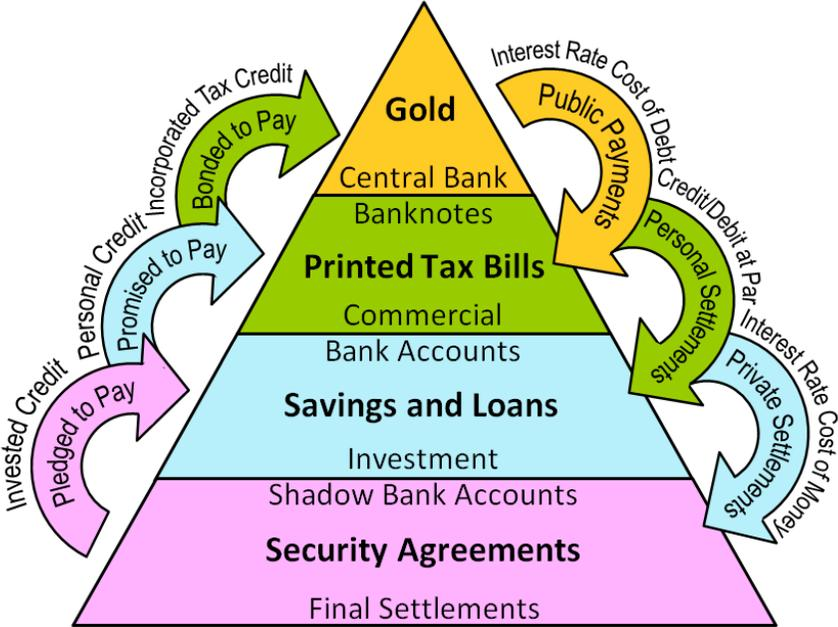 Gold
Central Bank
Banknotes
Printed Tax Bills
Commercial
Bank Accounts
Savings and Loans
Investment
Shadow Bank Accounts
Security Agreements
Final Settlements
Incorporated Tax Credit
Bonded to Pay
Personal Credit
Promised to Pay
Invested Credit
Pledged to Pay
Interest Rate Cost of Debt
Public Payments
Credit/Debit at Par
Personal Settlements
Interest Rate Cost of Money
Private Settlements